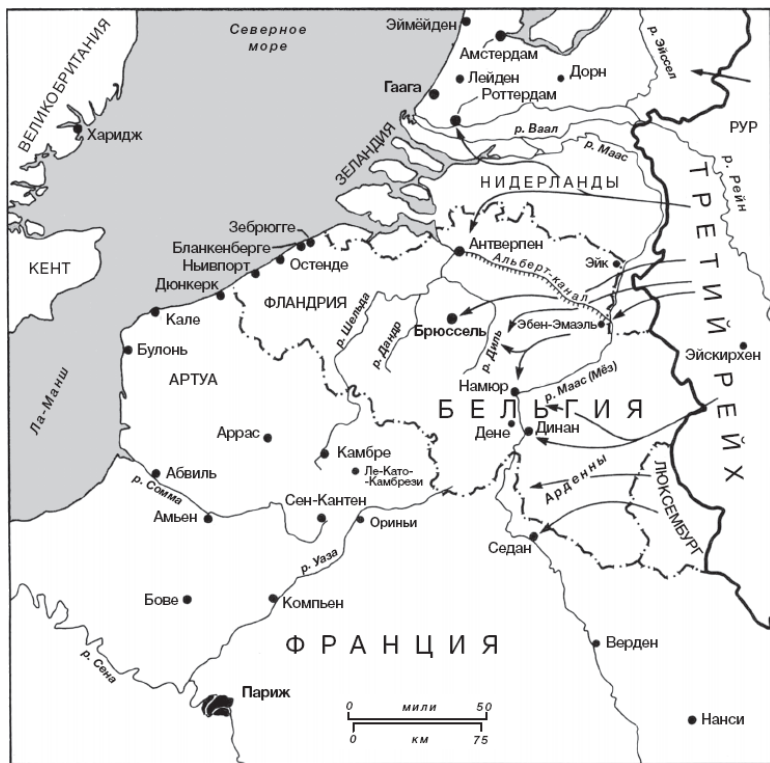 Северное
море
ВЕЛИКОБРИТАНИЯ
Харидж
КЕНТ
Ла-Манш
Эймёйден
Амстердам
Лейден
Дорн
Гаага
Роттердам
р. Эйссел
РУР
р. Ваал
р. Маас
р. Рейн
ЗЕЛАНДИЯ
НИДЕРЛАНДЫ
ТРЕТИЙ РЕЙХ
Зебрюгге
Бланкенберге
Ньивпорт
Остенде
Дюнкерк
Антверпен
Альберт-канал
Эйк
Кале
ФЛАНДРИЯ
р. Шельда
р. Дандр
Брюссель
р. Диль
Эбен-Эмаэль
Эйскирхен
Булонь
АРТУА
Намюр
р. Маас (Мёз)
БЕЛЬГИЯ
Аррас
Камбре
Дене
Динан
Ле-Като-
-Камбрези
Абвиль
р. Сомма
Амьен
Сен-Кантен
Ориньи
Арденны
ЛЮКСЕМБУРГ
Седан
р. Уаза
Бове
Компьен
ФРАНЦИЯ
Верден
р. Сена
Париж
Нанси
0 мили 50
0 км 75